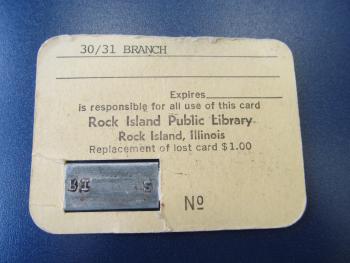 30/31 BRANCH
Expires
is responsible for all use of this card
Rock Island Public Library
Rock Island, Illinois
Replacement of lost card $1.00
Nº